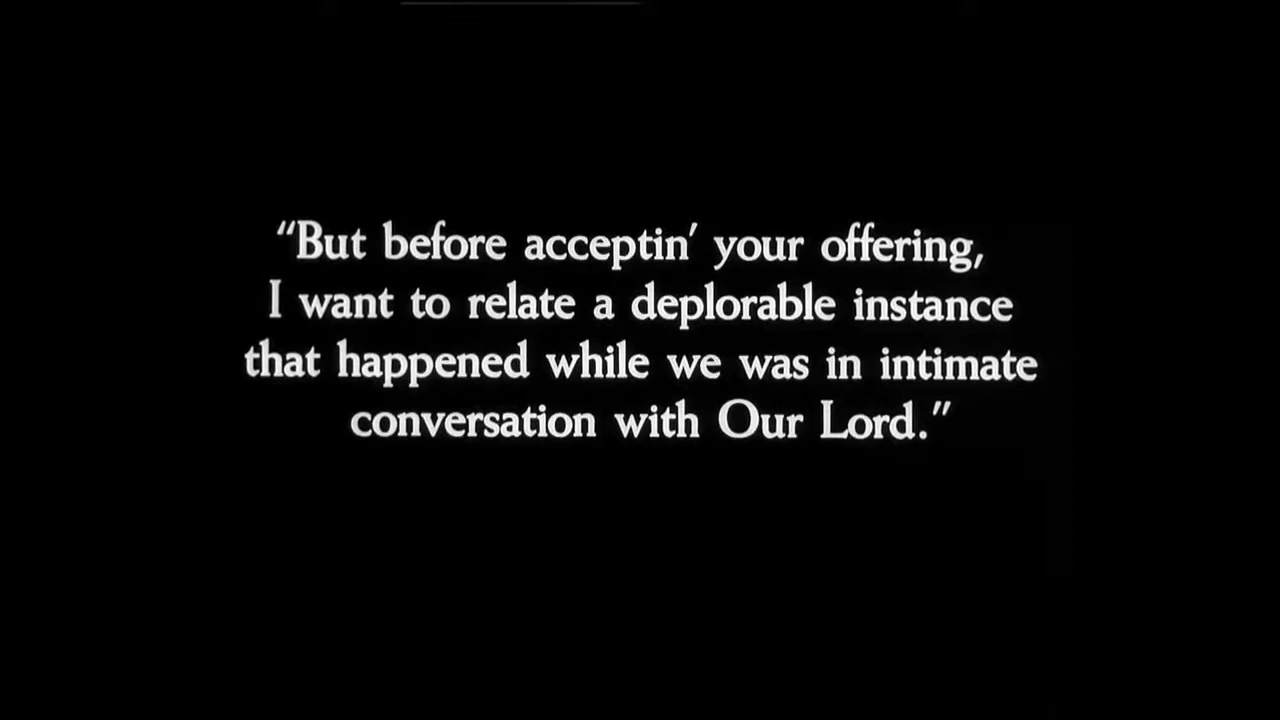 “But before acceptin’ your offering,
I want to relate a deplorable instance
that happened while we was in intimate
conversation with Our Lord.”